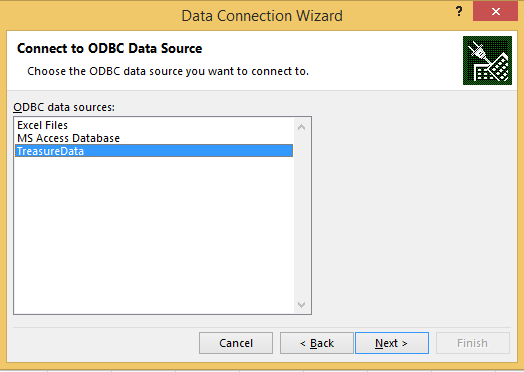 Data Connection Wizard
?
Connect to ODBC Data Source
Choose the ODBC data source you want to connect to.
ODBC data sources:
Excel Files
MS Access Database
TreasureData
Cancel
< Back
Next >
Finish